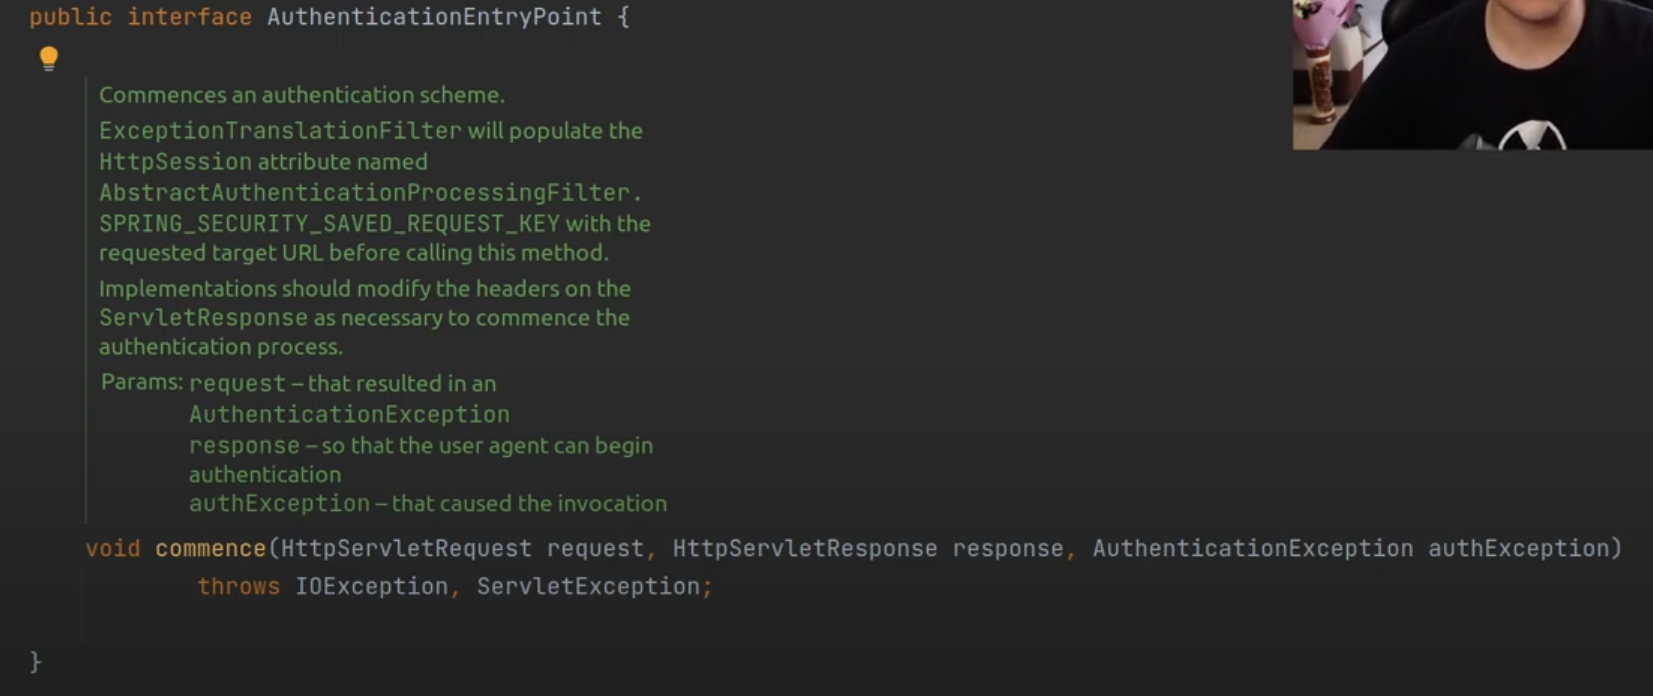 public interface AuthenticationEntryPoint {
Commences an authentication scheme.
ExceptionTranslationFilter will populate the
HttpSession attribute named
AbstractAuthenticationProcessingFilter.
SPRING_SECURITY_SAVED_REQUEST_KEY with the
requested target URL before calling this method.
Implementations should modify the headers on the
ServletResponse as necessary to commence the
authentication process.
Params: request – that resulted in an
AuthenticationException
response – so that the user agent can begin
authentication
authException – that caused the invocation
void commence(HttpServletRequest request, HttpServletResponse response, AuthenticationException authException)
throws IOException, ServletException;
}